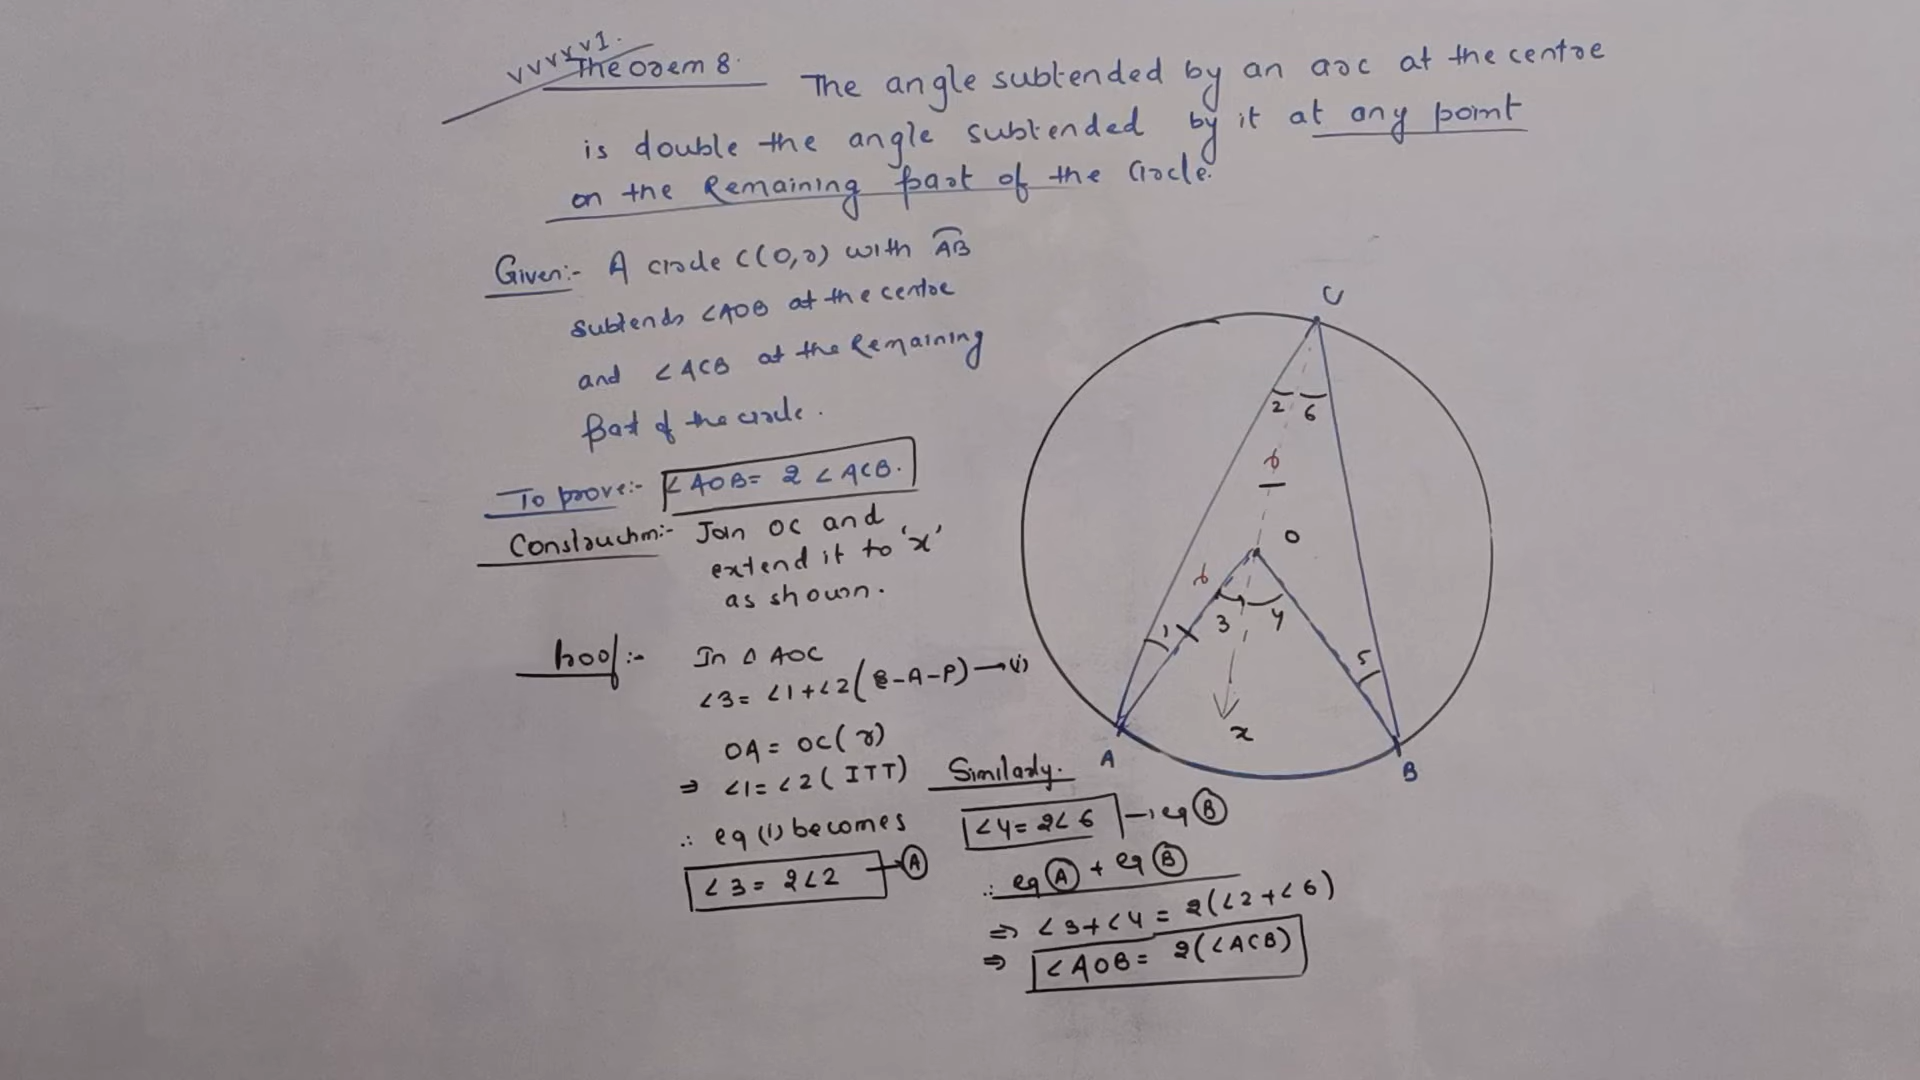 vvvvv1.
Theorem 8.
The angle subtended by an arc at the centre
is double the angle subtended by it at any point
on the Remaining part of the Circle.
Given:- A circle C(O,r) with AB
subtends ∠AOB at the centre
and ∠ACB at the Remaining
Part of the circle.
To prove:- ∠AOB= 2 ∠ACB.
Construchm:- Join OC and
extend it to 'x'
as shown.
Proof:- In Δ AOC
∠3= ∠1+∠2(E-A-P)→(i)
OA= OC(r)
⇒ ∠1=∠2(ITT)
∴ eq (1) becomes
∠3= 2∠2 → A
Similarly.
∠4= 2∠6 → eq B
∴ eq A + eq B
⇒ ∠3+∠4= 2(∠2+∠6)
⇒ ∠AOB= 2(∠ACB)
C
2 6
r
O
r
3 4
1
5
x
A
B